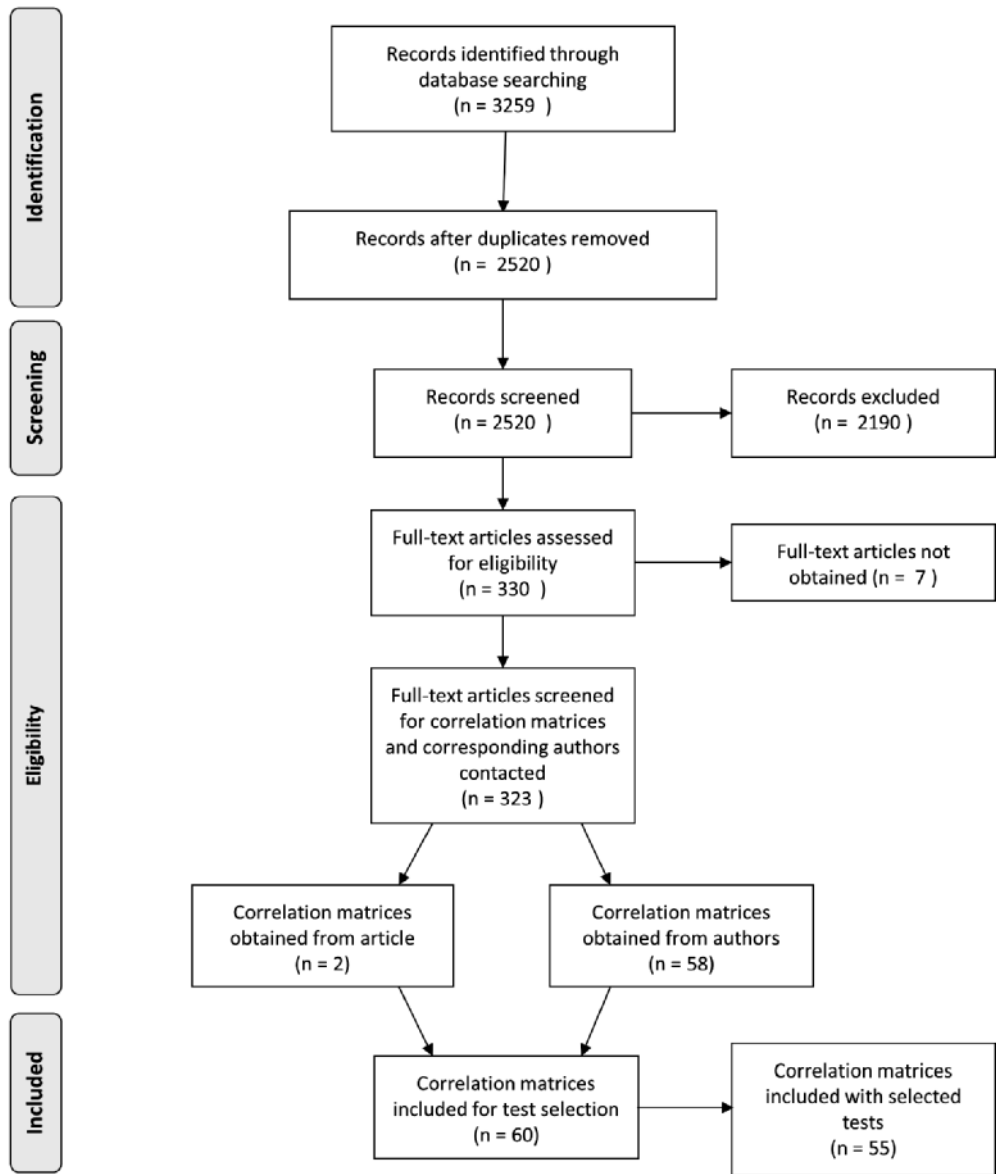 Identification
Records identified through
database searching
(n = 3259 )
Records after duplicates removed
(n = 2520 )
Screening
Records screened
(n = 2520 )
Records excluded
(n = 2190 )
Eligibility
Full-text articles assessed
for eligibility
(n = 330 )
Full-text articles not
obtained (n = 7 )
Full-text articles screened
for correlation matrices
and corresponding authors
contacted
(n = 323 )
Correlation matrices
obtained from article
(n = 2)
Correlation matrices
obtained from authors
(n = 58)
Included
Correlation matrices
included for test selection
(n = 60)
Correlation matrices
included with selected
tests
(n = 55)